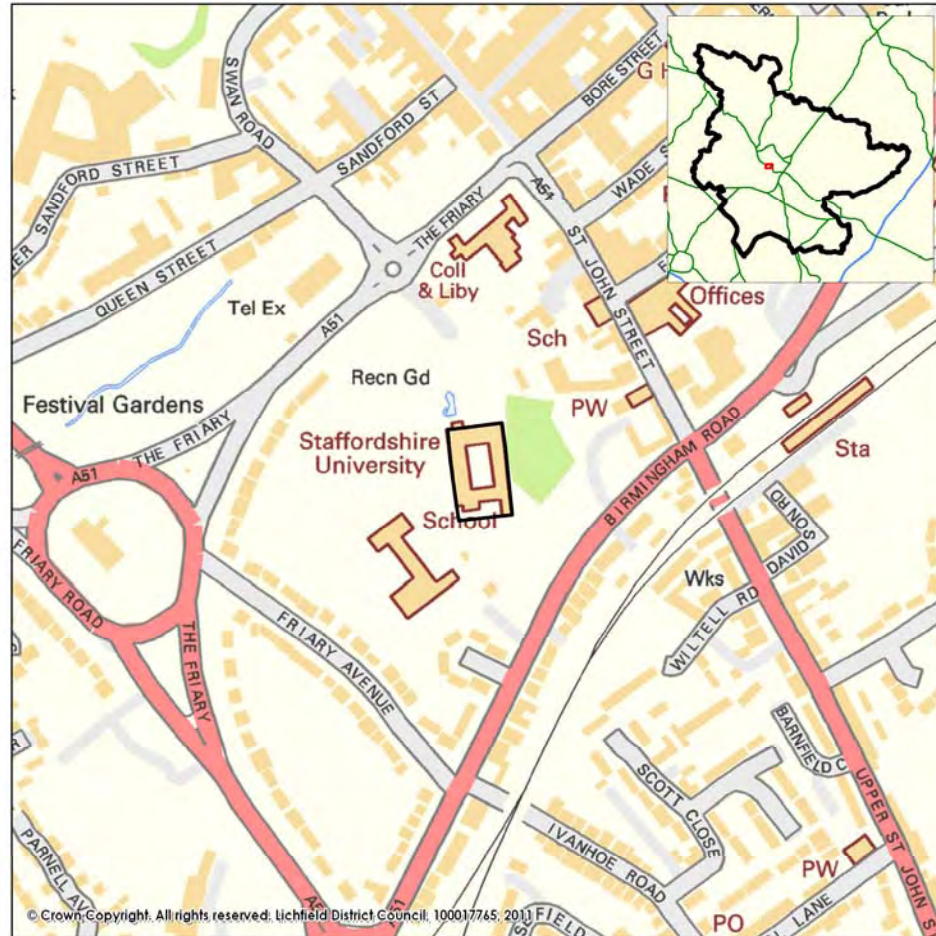 SWAN ROAD
SANDFORD ST
BORE STREET
G H
SANDFORD STREET
A51
WADE S
THE FRIARY
ST JOHN STREET
QUEEN STREET
Coll
& Liby
Offices
Tel Ex
A51
Sch
Recn Gd
PW
Festival Gardens
THE FRIARY
Staffordshire
University
BIRMINGHAM ROAD
Sta
A51
School
DAVIDSON RD
FRIARY ROAD
Wks
WILTELL RD
THE FRIARY
FRIARY AVENUE
BARNFIELD C
SCOTT CLOSE
UPPER ST JOHN S
IVANHOE ROAD
PARNELL AV
PW
LANE
PO
FIELD
© Crown Copyright. All rights reserved. Lichfield District Council, 100017765, 2011